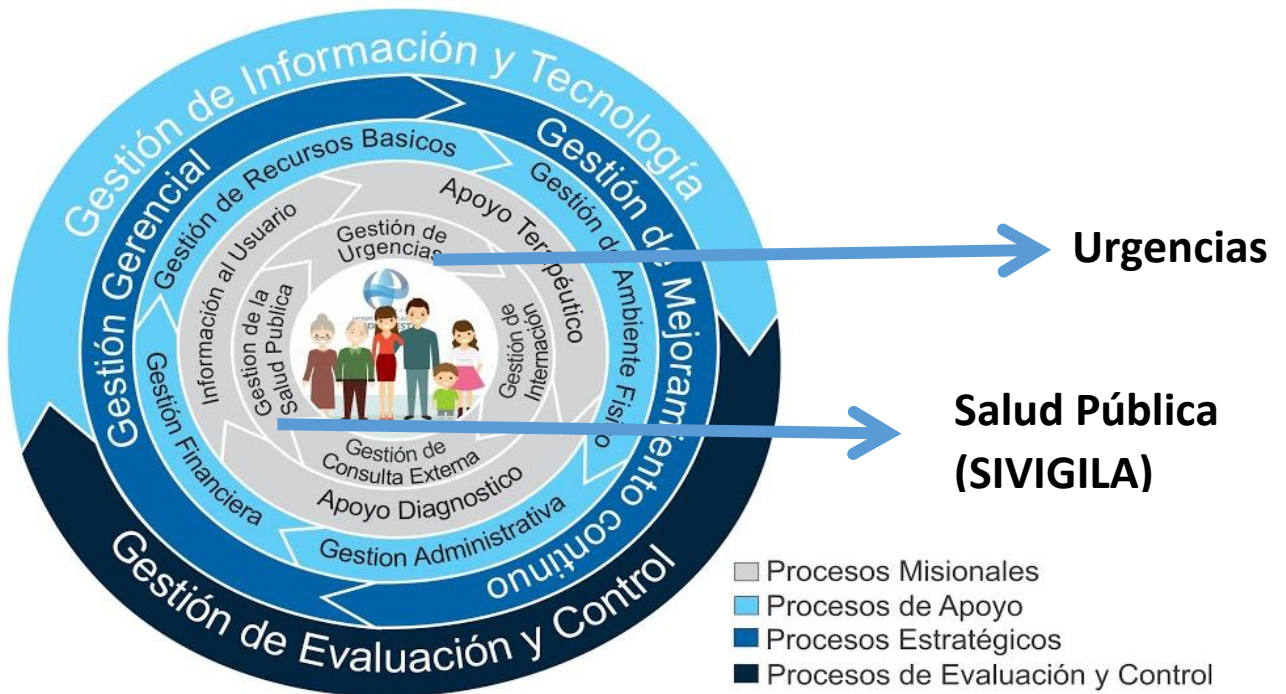 Gestión de Información y Tecnología
Gestión Gerencial
Gestión de Mejoramiento continuo
Gestión de Recursos Basicos
Gestión de Ambiente Fisico
Gestion Administrativa
Gestión Financiera
Información al Usuario
Apoyo Terapéutico
Apoyo Diagnostico
Gestión de
Urgencias
Gestión de
Internación
Gestión de
Consulta Externa
Gestion de la
Salud Publica
Gestión de Evaluación y Control
Urgencias
Salud Pública
(SIVIGILA)
Procesos Misionales
Procesos de Apoyo
Procesos Estratégicos
Procesos de Evaluación y Control